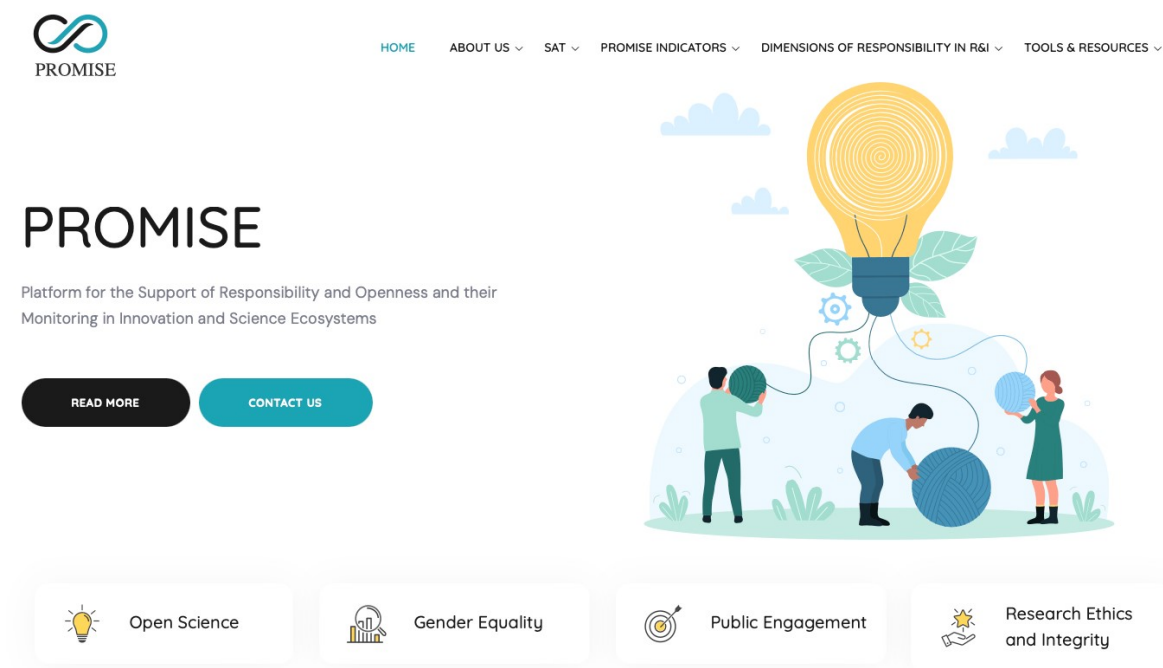 PROMISE
HOME
ABOUT US
SAT
PROMISE INDICATORS
DIMENSIONS OF RESPONSIBILITY IN R&I
TOOLS & RESOURCES
PROMISE
Platform for the Support of Responsibility and Openness and their
Monitoring in Innovation and Science Ecosystems
READ MORE
CONTACT US
Open Science
Gender Equality
Public Engagement
Research Ethics
and Integrity